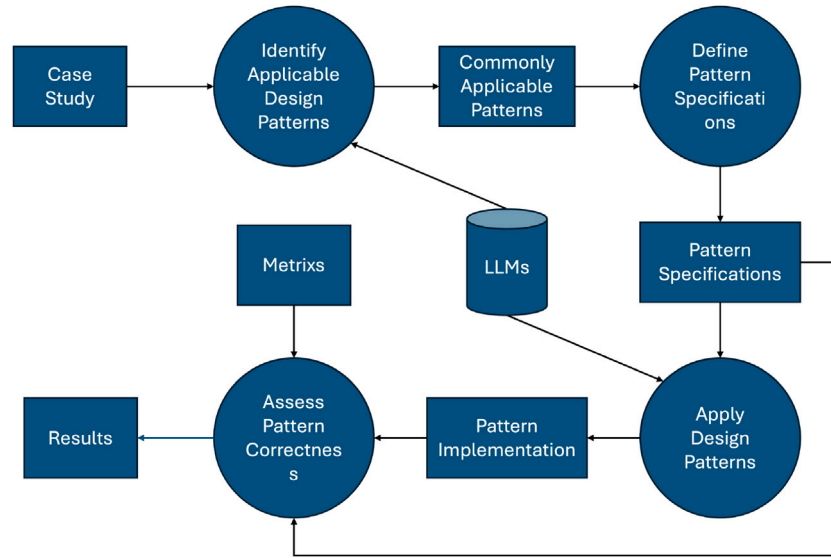 Case
Study
Identify
Applicable
Design
Patterns
Commonly
Applicable
Patterns
Define
Pattern
Specificati
ons
Metrixs
LLMs
Pattern
Specifications
Results
Assess
Pattern
Correctnes
s
Pattern
Implementation
Apply
Design
Patterns